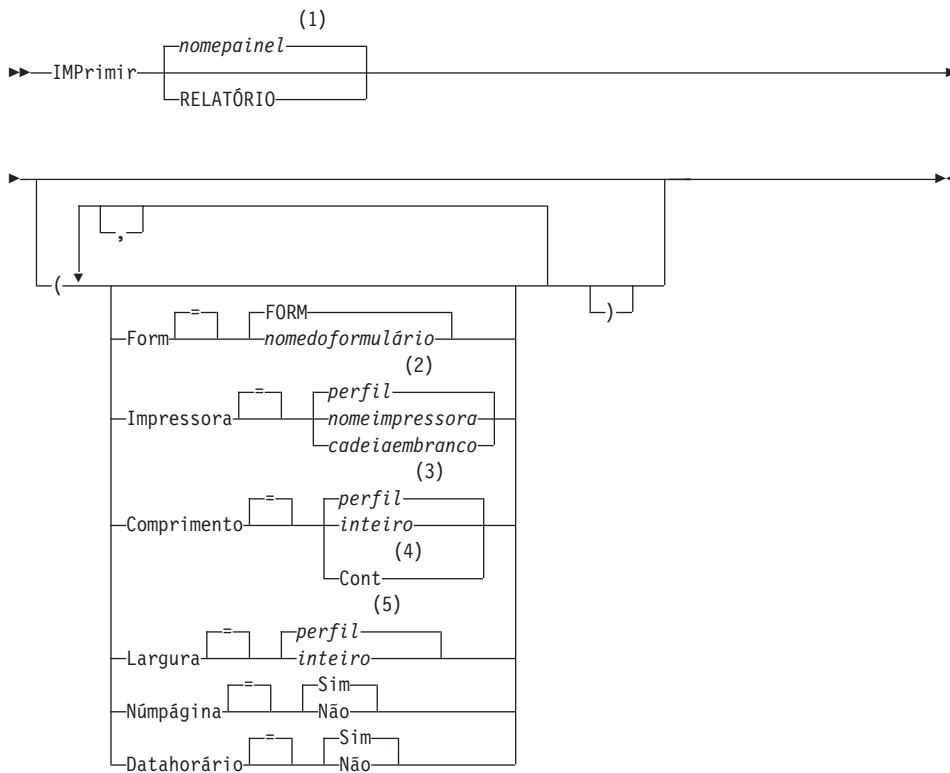 (1)
nomepainel
IMPrimir
RELATÓRIO
,
(
)
Form = FORM
nomedoformulário
(2)
Impressora = perfil
nomeimpressora
cadeiaembranco
(3)
Comprimento = perfil
inteiro
(4)
Cont
(5)
Largura = perfil
inteiro
Númpágina = Sim
Não
Datahorário = Sim
Não